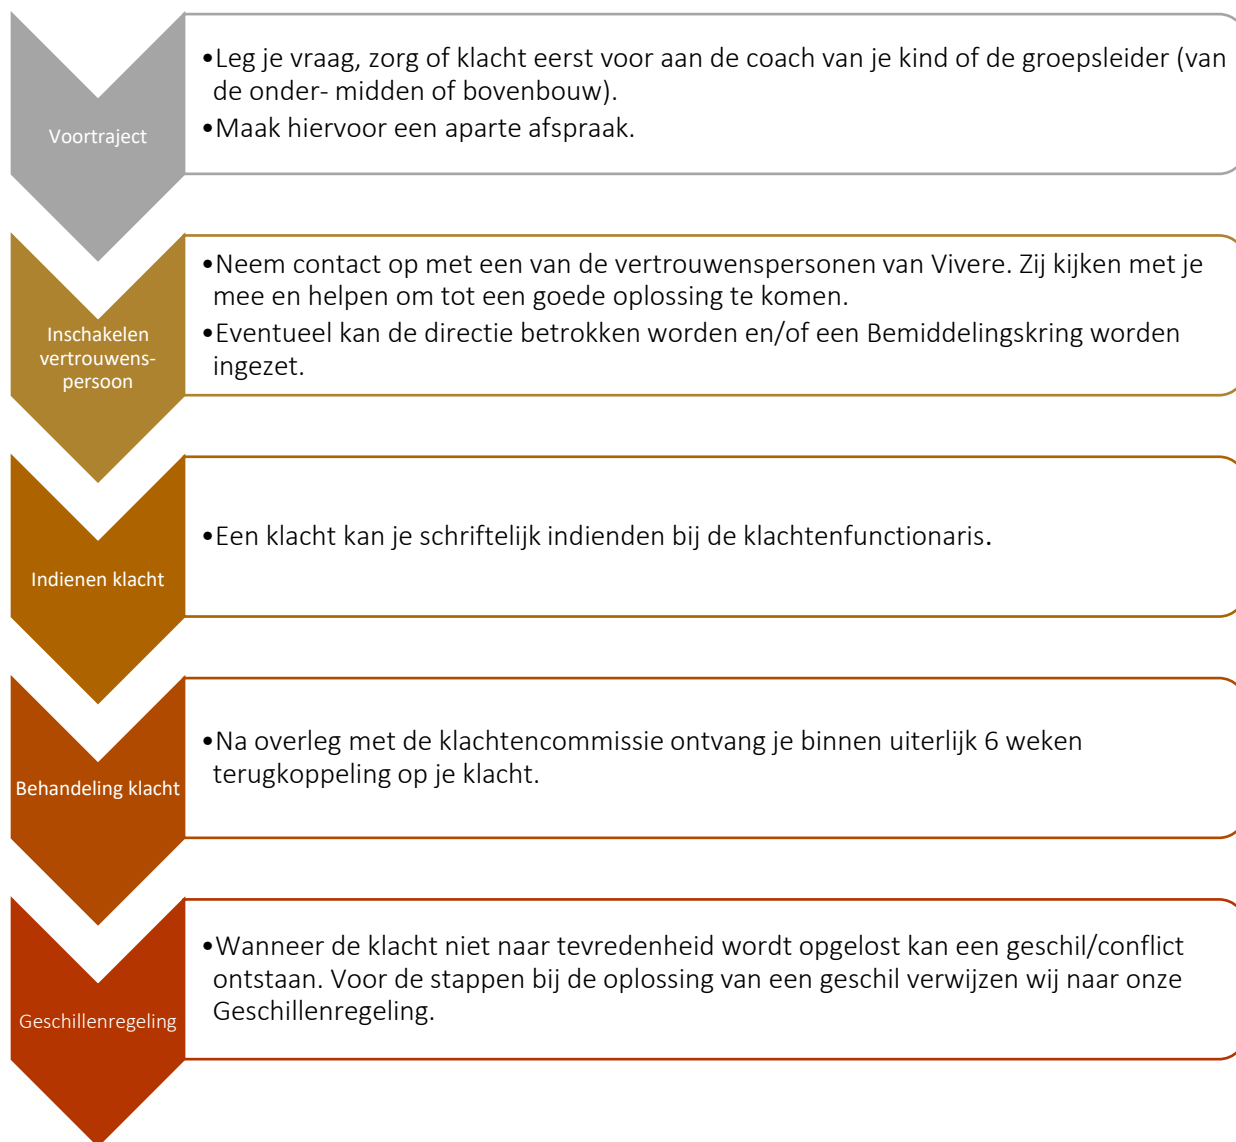 Voortraject
•Leg je vraag, zorg of klacht eerst voor aan de coach van je kind of de groepsleider (van
de onder- midden of bovenbouw).
•Maak hiervoor een aparte afspraak.
Inschakelen
vertrouwens-
persoon
•Neem contact op met een van de vertrouwenspersonen van Vivere. Zij kijken met je
mee en helpen om tot een goede oplossing te komen.
•Eventueel kan de directie betrokken worden en/of een Bemiddelingskring worden
ingezet.
Indienen klacht
•Een klacht kan je schriftelijk indienden bij de klachtenfunctionaris.
Behandeling klacht
•Na overleg met de klachtencommissie ontvang je binnen uiterlijk 6 weken
terugkoppeling op je klacht.
Geschillenregeling
•Wanneer de klacht niet naar tevredenheid wordt opgelost kan een geschil/conflict
ontstaan. Voor de stappen bij de oplossing van een geschil verwijzen wij naar onze
Geschillenregeling.